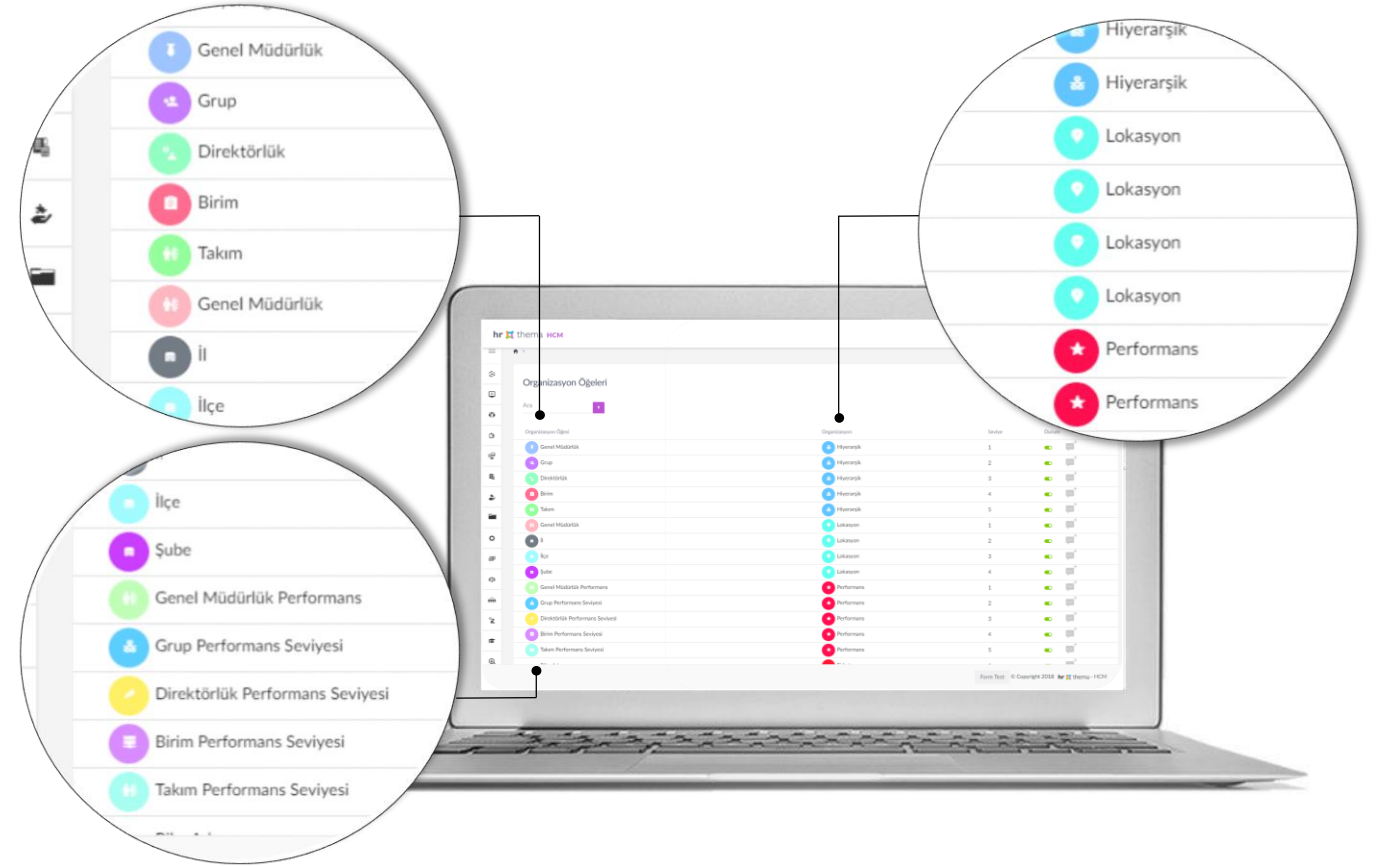 Genel Müdürlük
Grup
Direktörlük
Birim
Takım
Genel Müdürlük
İl
İlçe
Hiyerarşik
Hiyerarşik
Lokasyon
Lokasyon
Lokasyon
Lokasyon
Performans
Performans
İlçe
Şube
Genel Müdürlük Performans
Grup Performans Seviyesi
Direktörlük Performans Seviyesi
Birim Performans Seviyesi
Takım Performans Seviyesi
hr thema HCM
Organizasyon Öğeleri
Ara
Organizasyon Öğesi Organizasyon Seviye Durum
Genel Müdürlük Hiyerarşik 1
Grup Hiyerarşik 2
Direktörlük Hiyerarşik 3
Birim Hiyerarşik 4
Takım Hiyerarşik 5
Genel Müdürlük Lokasyon 1
İl Lokasyon 2
İlçe Lokasyon 3
Şube Lokasyon 4
Genel Müdürlük Performans Performans 1
Grup Performans Seviyesi Performans 2
Direktörlük Performans Seviyesi Performans 3
Birim Performans Seviyesi Performans 4
Takım Performans Seviyesi Performans 5
Form Test © Copyright 2018 hr thema - HCM